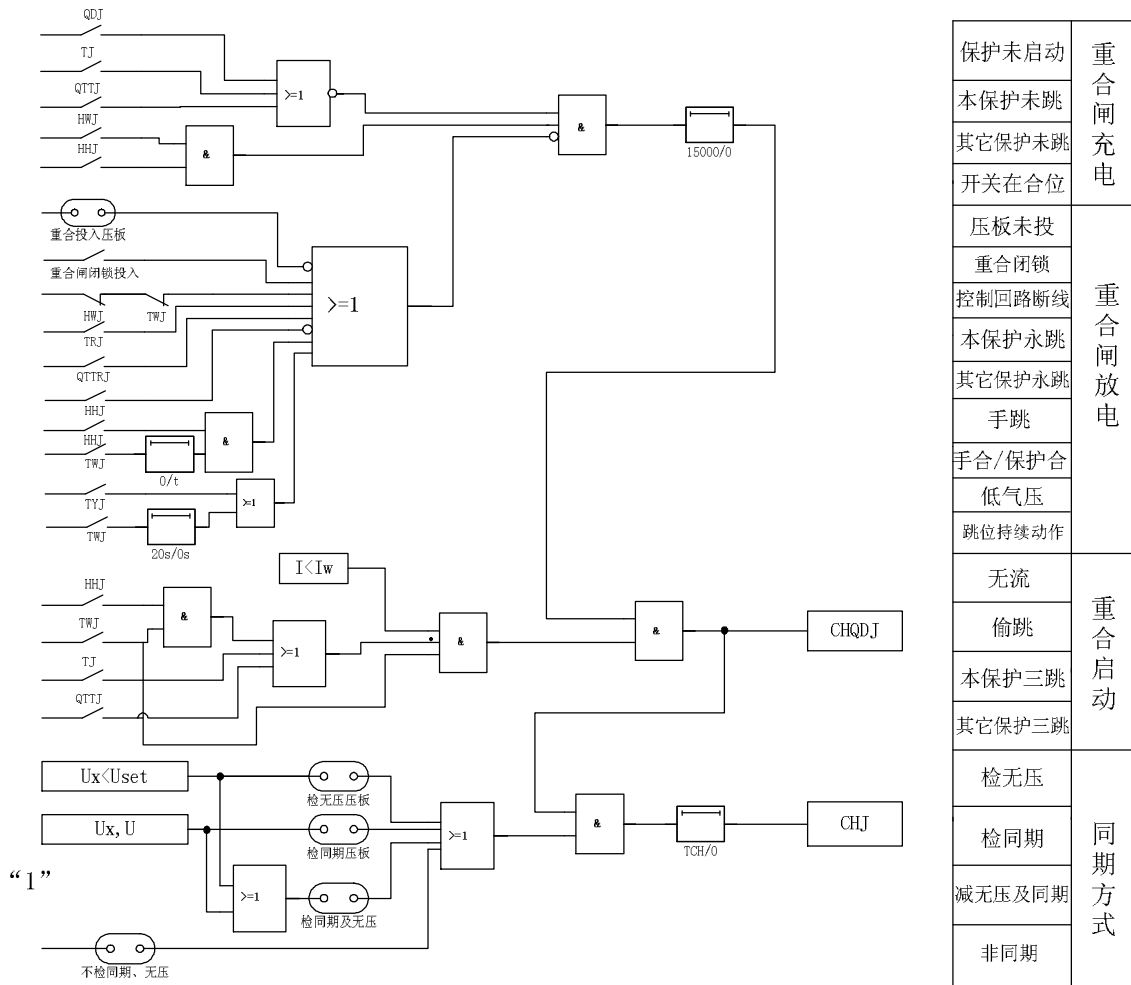 QDJ
TJ
QTTJ
HWJ
HHJ
>=1
&
&
15000/0
重合投入压板
重合闸闭锁投入
HWJ
TWJ
TRJ
QTTRJ
HHJ
HHJ
TWJ
0/t
&
TYJ
TWJ
20s/0s
>=1
>=1
I<Iw
HHJ
TWJ
TJ
QTTJ
&
>=1
&
&
CHQDJ
Ux<Uset
Ux,U
“1”
检无压压板
检同期压板
>=1
检同期及无压
不检同期、无压
>=1
&
TCH/0
CHJ
保护未启动
本保护未跳
其它保护未跳
开关在合位
重合闸充电
压板未投
重合闭锁
控制回路断线
本保护永跳
其它保护永跳
手跳
手合/保护合
低气压
跳位持续动作
重合闸放电
无流
偷跳
本保护三跳
其它保护三跳
重合启动
检无压
检同期
减无压及同期
非同期
同期方式